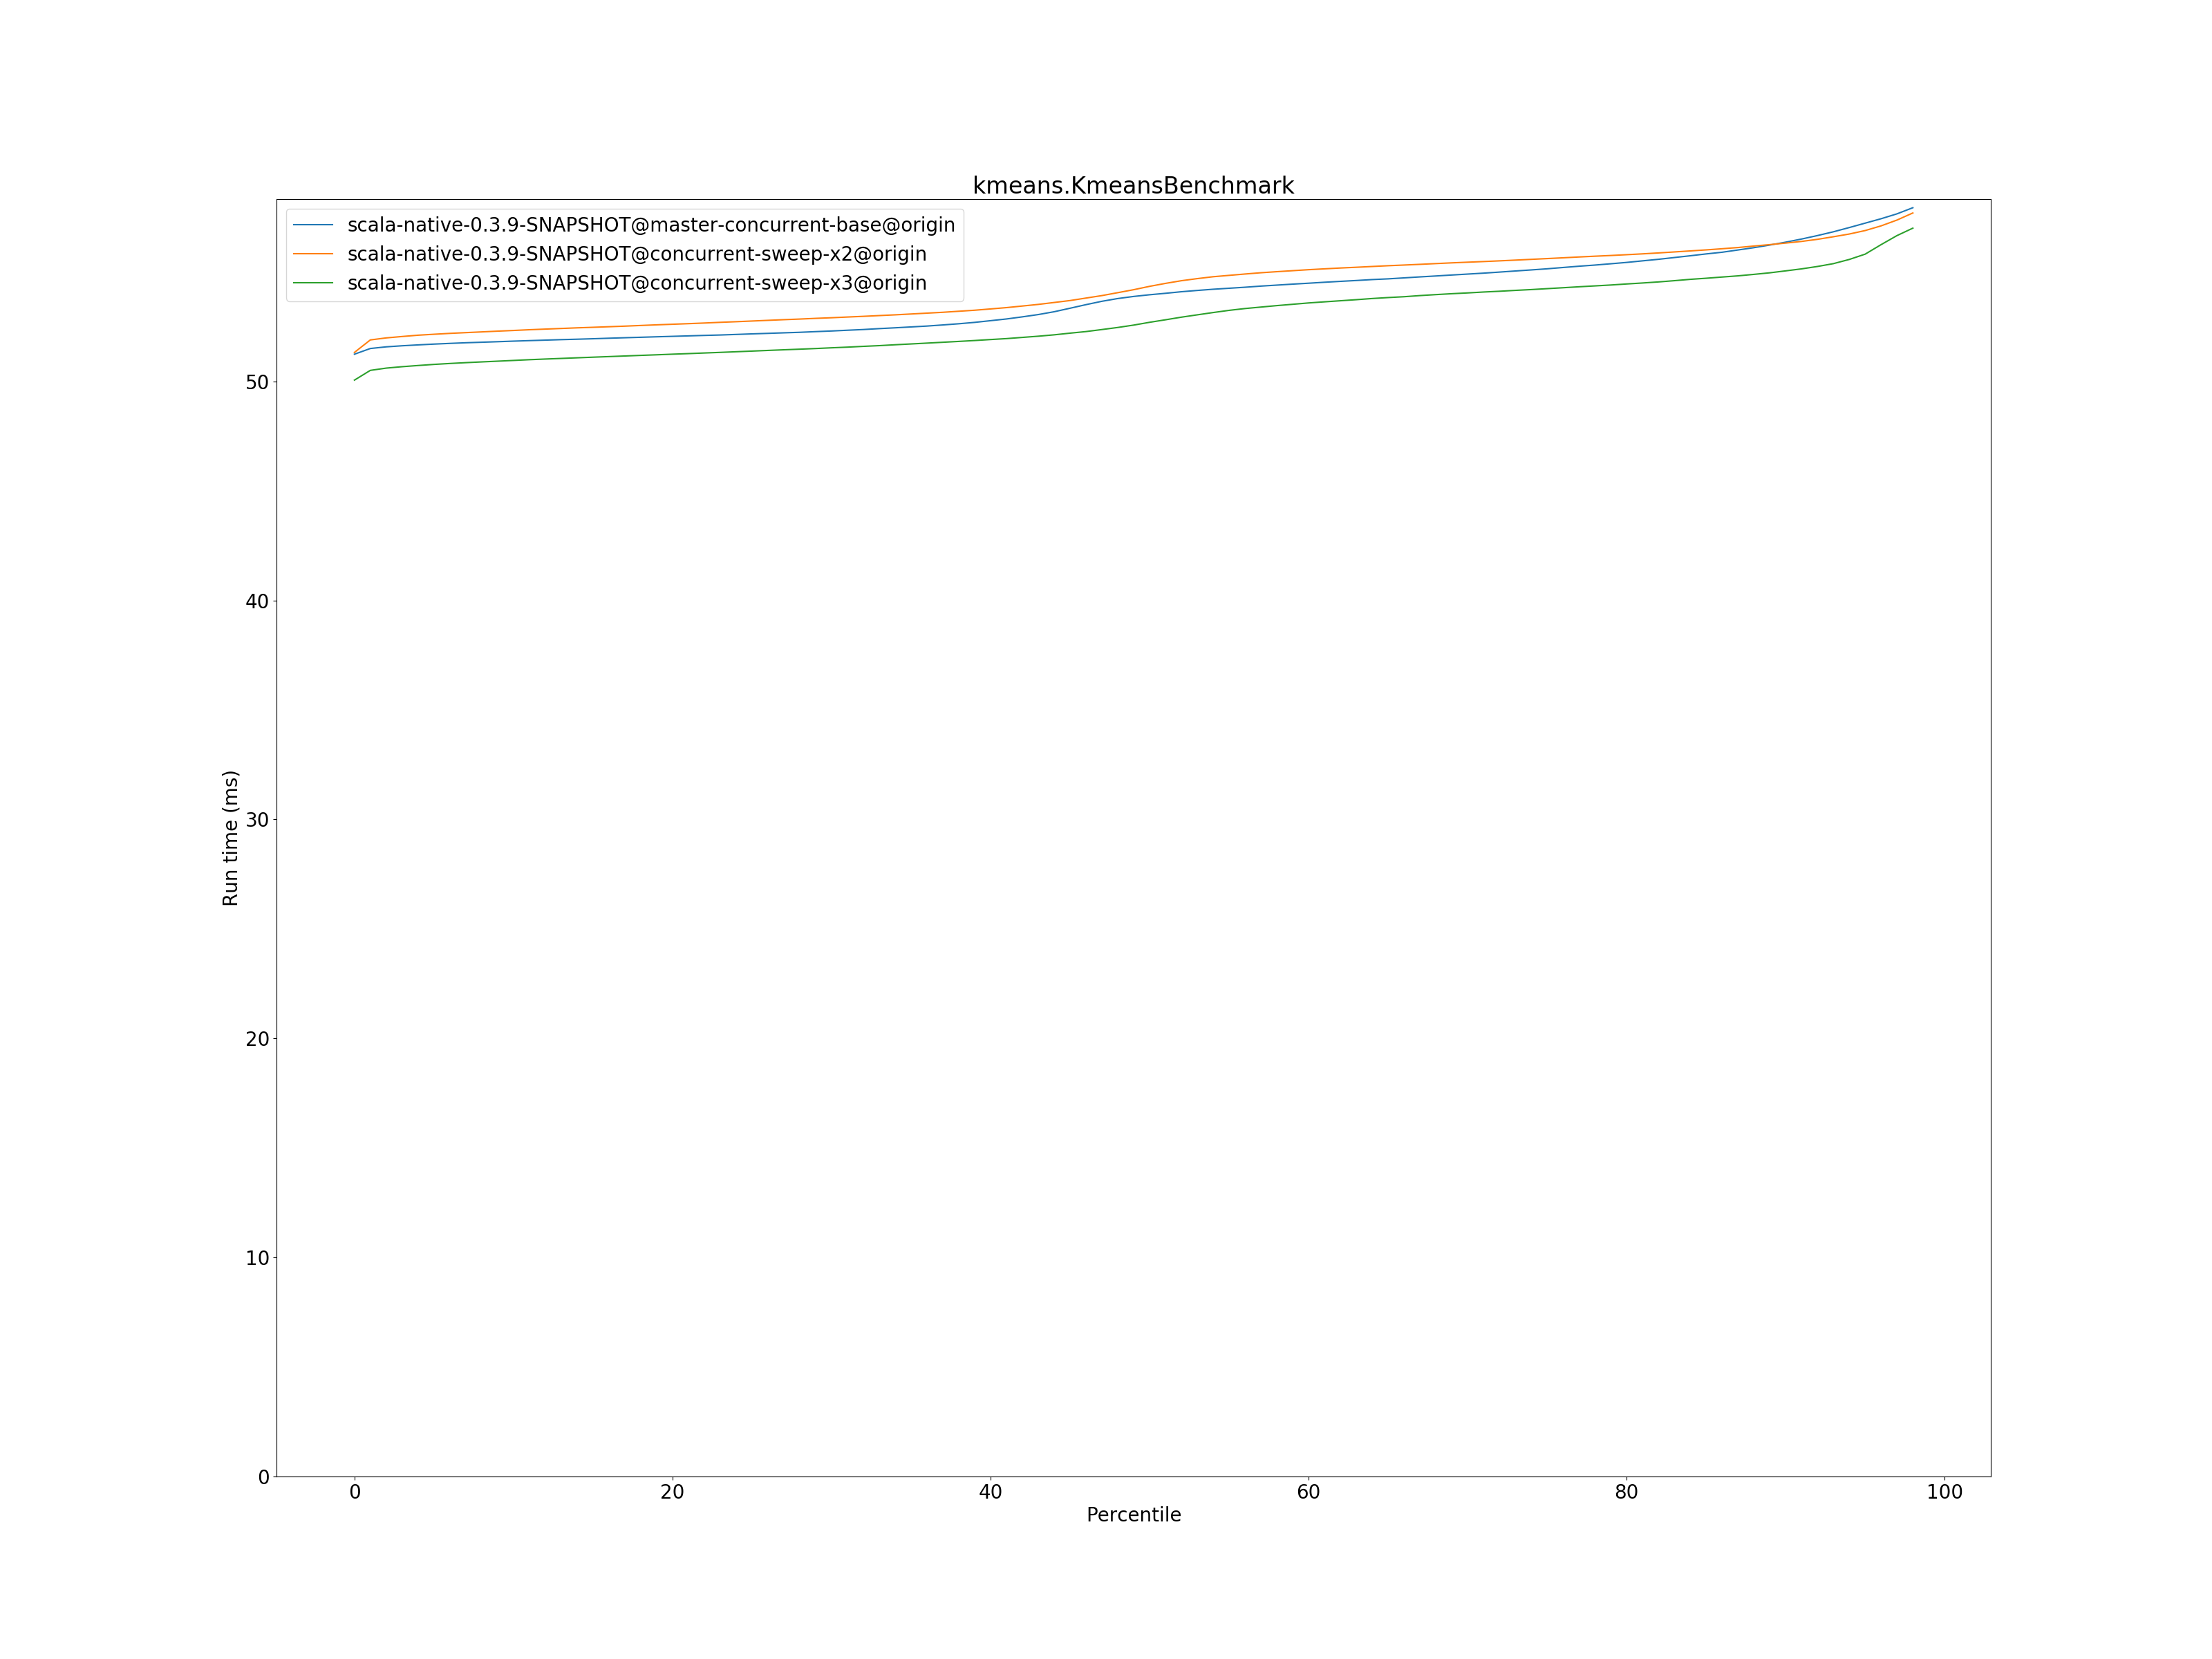 kmeans.KmeansBenchmark
scala-native-0.3.9-SNAPSHOT@master-concurrent-base@origin
scala-native-0.3.9-SNAPSHOT@concurrent-sweep-x2@origin
scala-native-0.3.9-SNAPSHOT@concurrent-sweep-x3@origin
50
40
30
20
10
0
Run time (ms)
0 20 40 60 80 100
Percentile